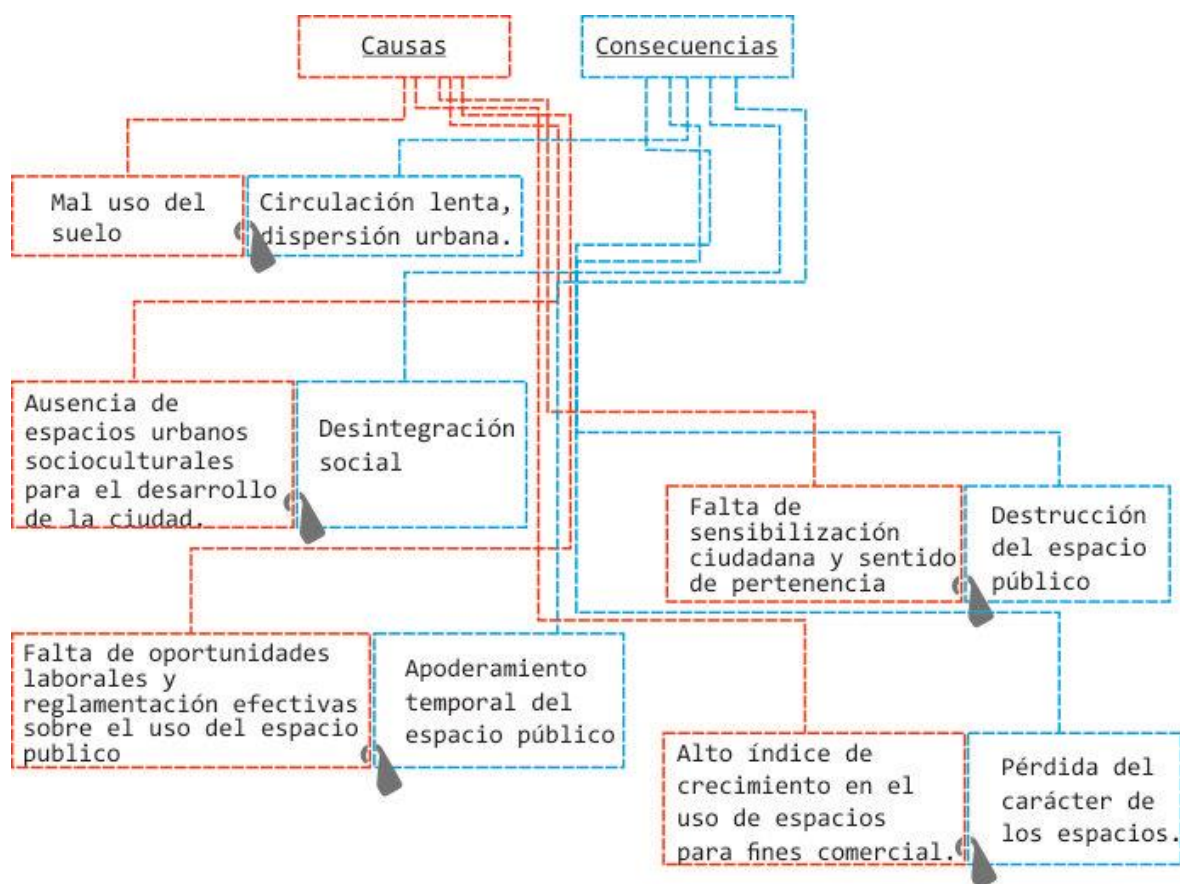 Causas
Consecuencias
Mal uso del
suelo
Circulación lenta,
dispersión urbana.
Ausencia de
espacios urbanos
socioculturales
para el desarrollo
de la ciudad.
Desintegración
social
Falta de
sensibilización
ciudadana y sentido
de pertenencia
Destrucción
del espacio
público
Falta de oportunidades
laborales y
reglamentación efectivas
sobre el uso del espacio
publico
Apoderamiento
temporal del
espacio público
Alto índice de
crecimiento en el
uso de espacios
para fines comercial.
Pérdida del
carácter de
los espacios.